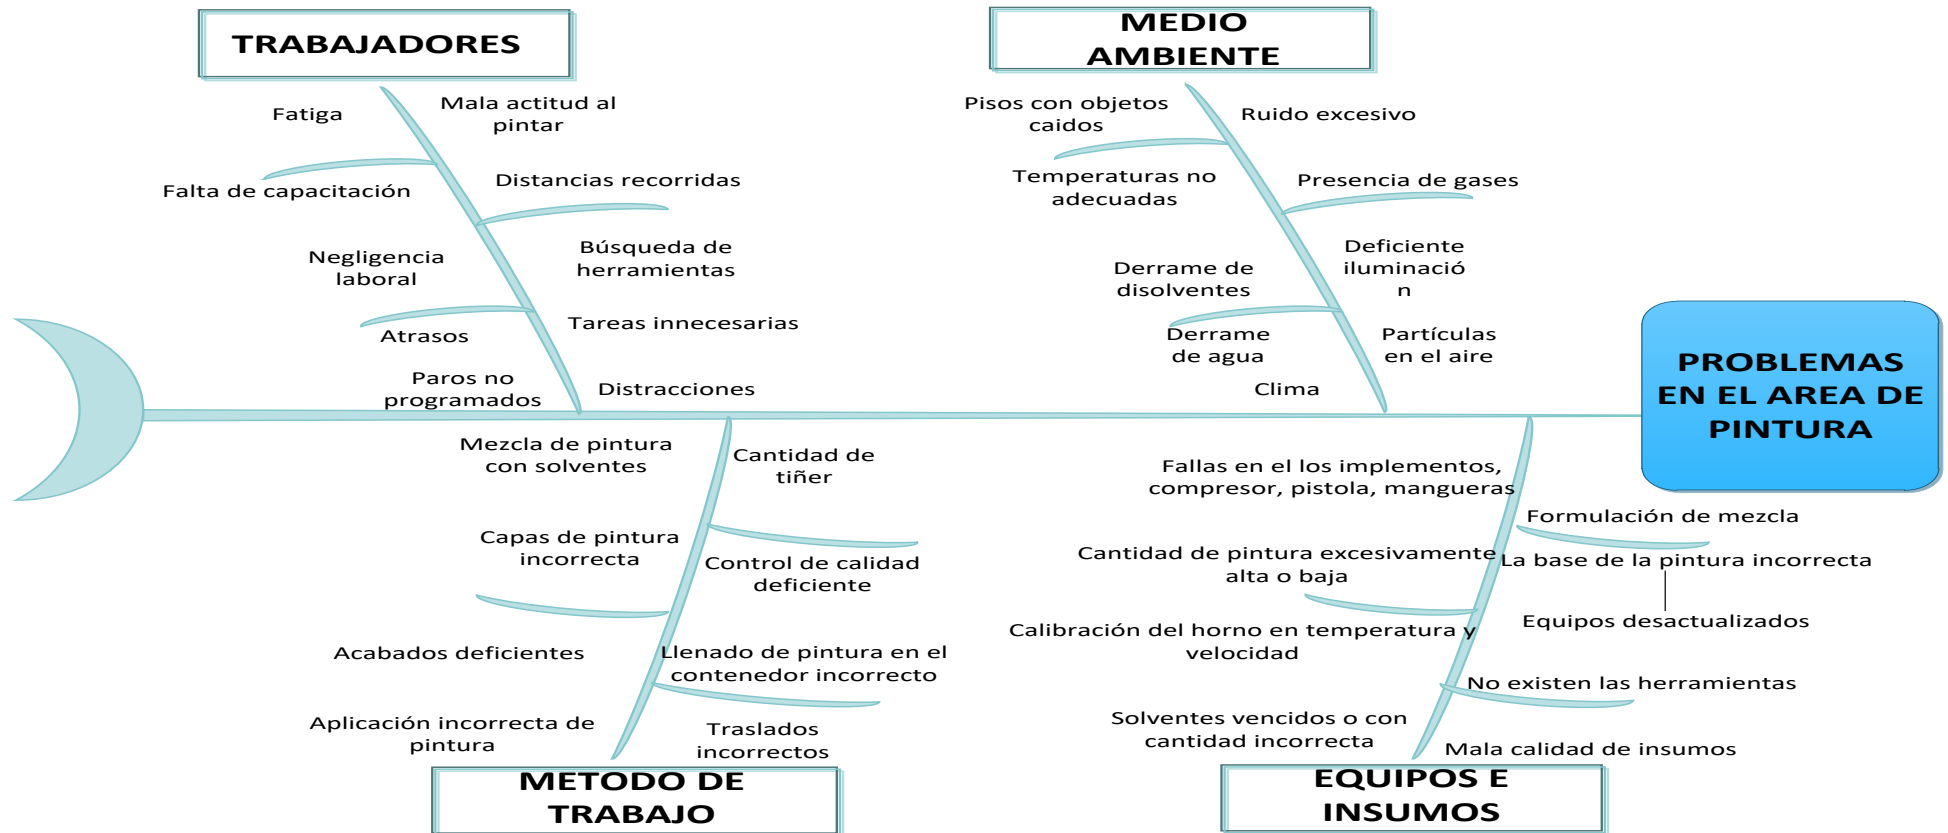 TRABAJADORES
Fatiga
Mala actitud al
pintar
Falta de capacitación
Distancias recorridas
Negligencia
laboral
Búsqueda de
herramientas
Atrasos
Tareas innecesarias
Paros no
programados
Distracciones
MEDIO
AMBIENTE
Pisos con objetos
caidos
Ruido excesivo
Temperaturas no
adecuadas
Presencia de gases
Derrame de
disolventes
Deficiente
iluminació
n
Derrame
de agua
Partículas
en el aire
Clima
PROBLEMAS
EN EL AREA DE
PINTURA
Mezcla de pintura
con solventes
Cantidad de
tiñer
Capas de pintura
incorrecta
Control de calidad
deficiente
Acabados deficientes
Llenado de pintura en el
contenedor incorrecto
Aplicación incorrecta de
pintura
Traslados
incorrectos
METODO DE
TRABAJO
Fallas en el los implementos,
compresor, pistola, mangueras
Formulación de mezcla
Cantidad de pintura excesivamente
alta o baja
La base de la pintura incorrecta
Equipos desactualizados
Calibración del horno en temperatura y
velocidad
No existen las herramientas
Solventes vencidos o con
cantidad incorrecta
Mala calidad de insumos
EQUIPOS E
INSUMOS